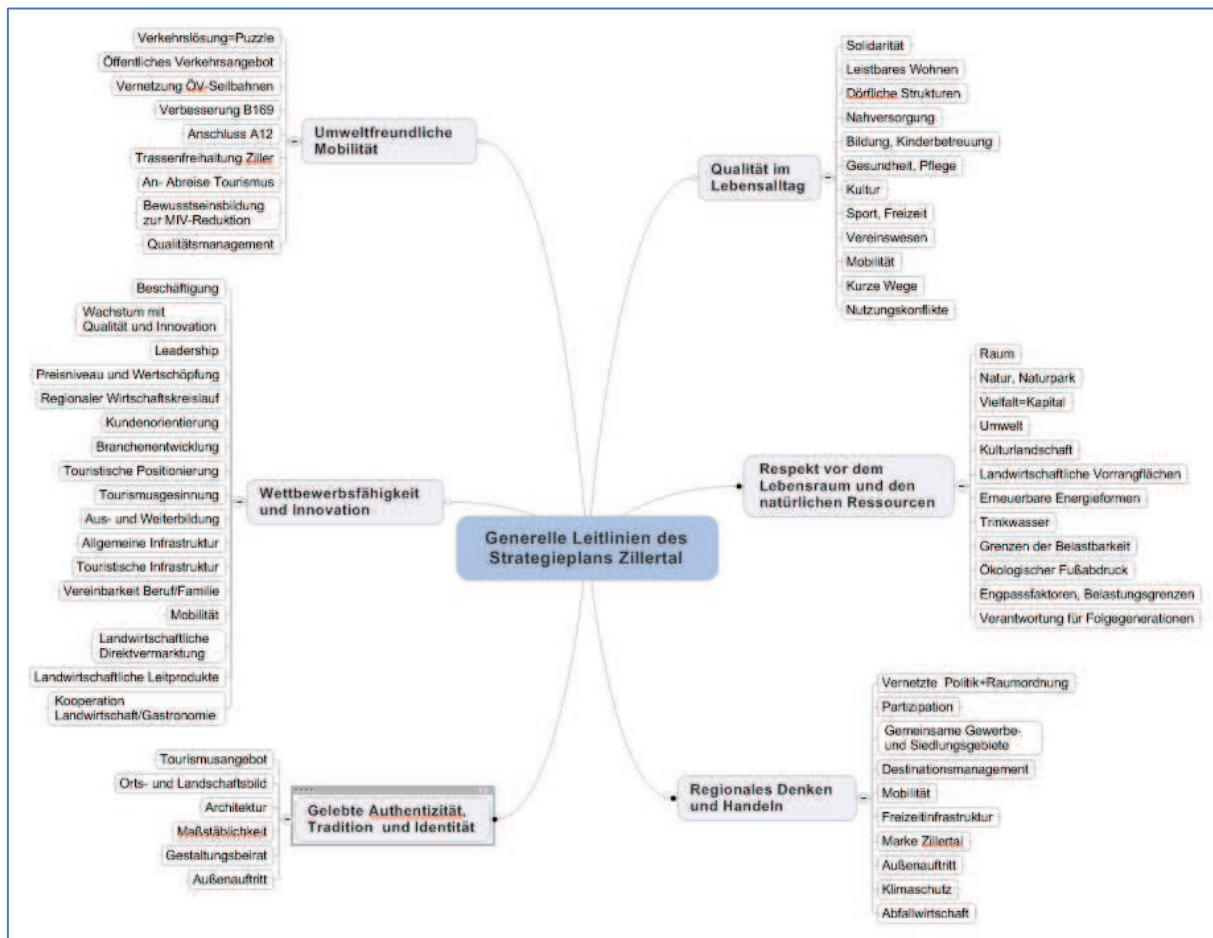 Verkehrslösung=Puzzle
Öffentliches Verkehrsangebot
Vernetzung ÖV-Seilbahnen
Verbesserung B169
Anschluss A12
Trassenfreihaltung Ziller
An- Abreise Tourismus
Bewusstseinsbildung
zur MIV-Reduktion
Qualitätsmanagement
Umweltfreundliche
Mobilität
Beschäftigung
Wachstum mit
Qualität und Innovation
Leadership
Preisniveau und Wertschöpfung
Regionaler Wirtschaftskreislauf
Kundenorientierung
Branchenentwicklung
Touristische Positionierung
Tourismusgesinnung
Aus- und Weiterbildung
Allgemeine Infrastruktur
Touristische Infrastruktur
Vereinbarkeit Beruf/Familie
Mobilität
Landwirtschaftliche
Direktvermarktung
Landwirtschaftliche Leitprodukte
Kooperation
Landwirtschaft/Gastronomie
Wettbewerbsfähigkeit
und Innovation
Tourismusangebot
Orts- und Landschaftsbild
Architektur
Maßstäblichkeit
Gestaltungsbeirat
Außenauftritt
Gelebte Authentizität,
Tradition und Identität
Generelle Leitlinien des
Strategieplans Zillertal
Qualität im
Lebensalltag
Solidarität
Leistbares Wohnen
Dörfliche Strukturen
Nahversorgung
Bildung, Kinderbetreuung
Gesundheit, Pflege
Kultur
Sport, Freizeit
Vereinswesen
Mobilität
Kurze Wege
Nutzungskonflikte
Respekt vor dem
Lebensraum und den
natürlichen Ressourcen
Raum
Natur, Naturpark
Vielfalt=Kapital
Umwelt
Kulturlandschaft
Landwirtschaftliche Vorrangflächen
Erneuerbare Energieformen
Trinkwasser
Grenzen der Belastbarkeit
Ökologischer Fußabdruck
Engpassfaktoren, Belastungsgrenzen
Verantwortung für Folgegenerationen
Regionales Denken
und Handeln
Vernetzte Politik+Raumordnung
Partizipation
Gemeinsame Gewerbe-
und Siedlungsgebiete
Destinationsmanagement
Mobilität
Freizeitinfrastruktur
Marke Zillertal
Außenauftritt
Klimaschutz
Abfallwirtschaft